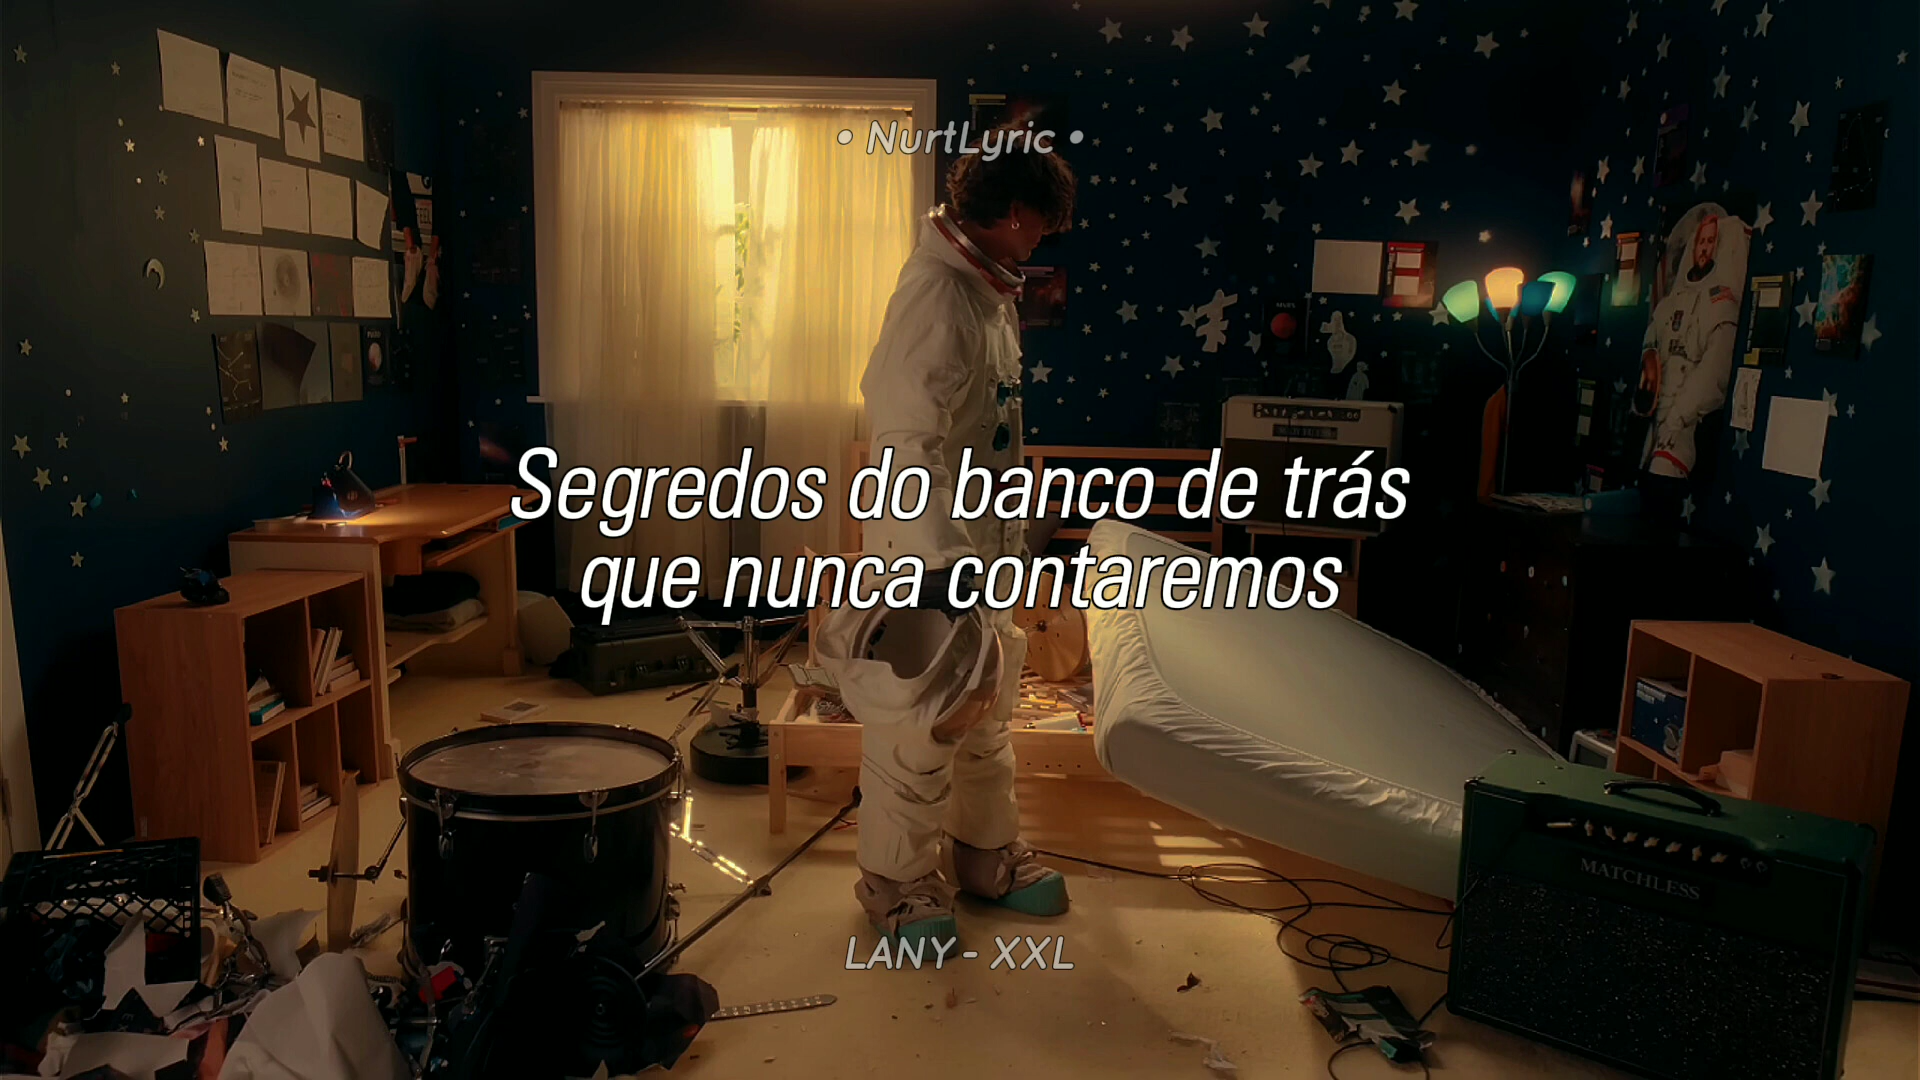 • NurtLyric •
Segredos do banco de trás
que nunca contaremos
MATCHLESS
LANY - XXL